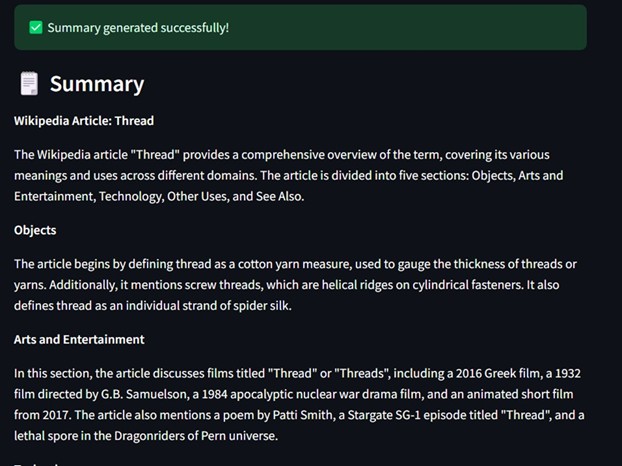 Summary generated successfully!
Summary
Wikipedia Article: Thread
The Wikipedia article "Thread" provides a comprehensive overview of the term, covering its various
meanings and uses across different domains. The article is divided into five sections: Objects, Arts and
Entertainment, Technology, Other Uses, and See Also.
Objects
The article begins by defining thread as a cotton yarn measure, used to gauge the thickness of threads or
yarns. Additionally, it mentions screw threads, which are helical ridges on cylindrical fasteners. It also
defines thread as an individual strand of spider silk.
Arts and Entertainment
In this section, the article discusses films titled "Thread" or "Threads", including a 2016 Greek film, a 1932
film directed by G.B. Samuelson, a 1984 apocalyptic nuclear war drama film, and an animated short film
from 2017. The article also mentions a poem by Patti Smith, a Stargate SG-1 episode titled "Thread", and a
lethal spore in the Dragonriders of Pern universe.